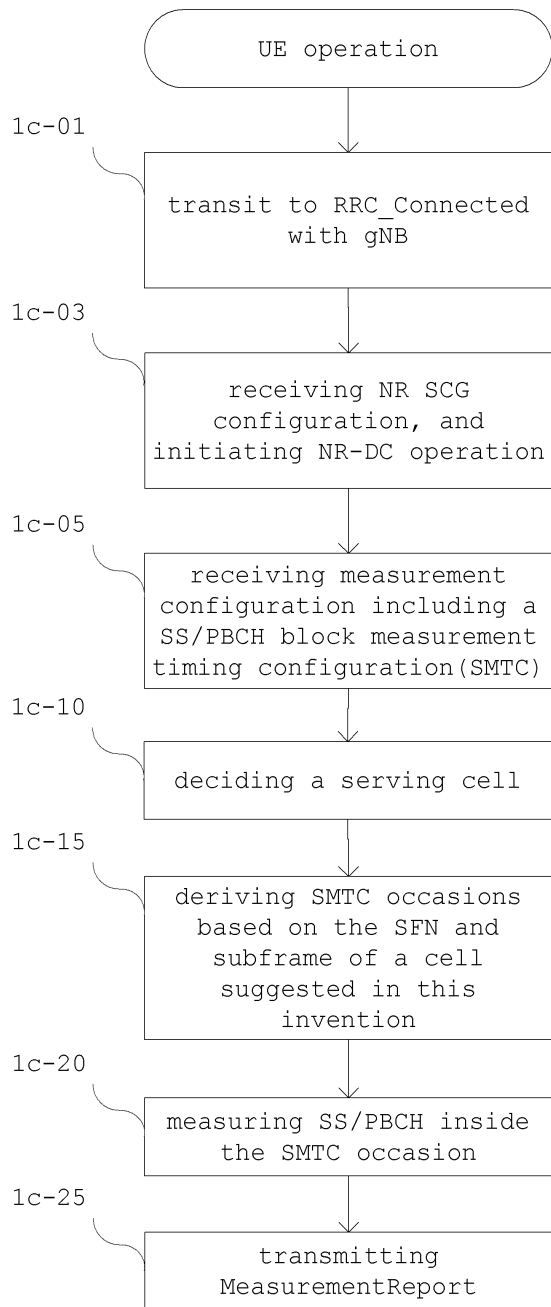 UE operation
1c-01
transit to RRC_Connected
with gNB
1c-03
receiving NR SCG
configuration, and
initiating NR-DC operation
1c-05
receiving measurement
configuration including a
SS/PBCH block measurement
timing configuration(SMTC)
1c-10
deciding a serving cell
1c-15
deriving SMTC occasions
based on the SFN and
subframe of a cell
suggested in this
invention
1c-20
measuring SS/PBCH inside
the SMTC occasion
1c-25
transmitting
MeasurementReport